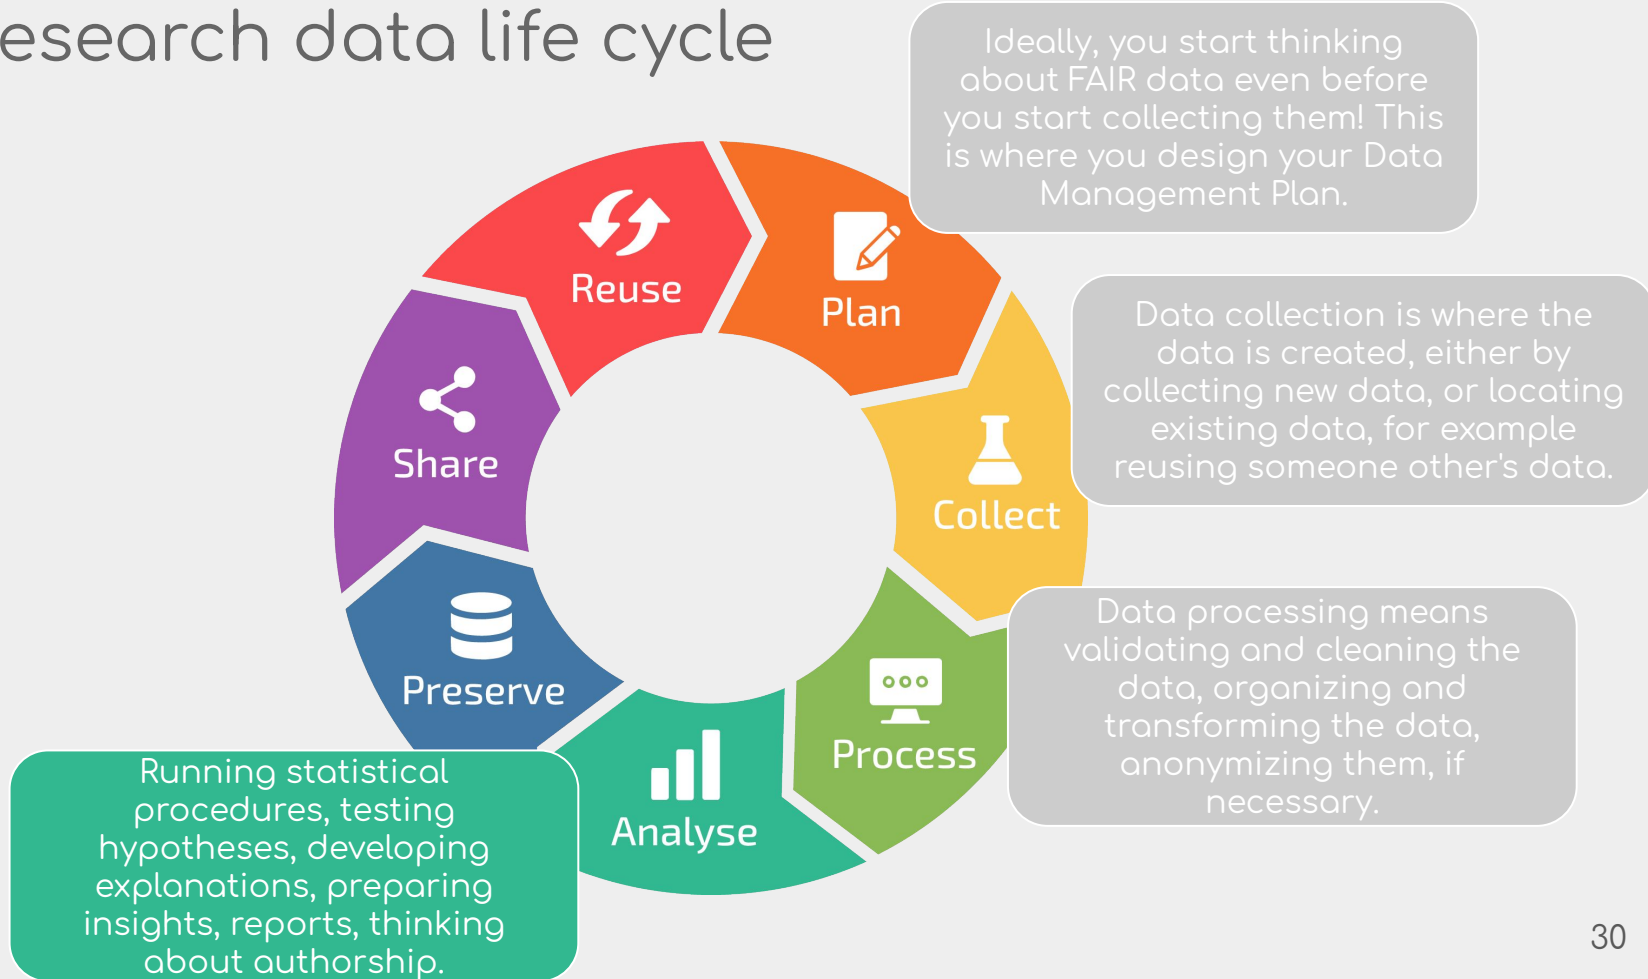 esearch data life cycle
Ideally, you start thinking
about FAIR data even before
you start collecting them! This
is where you design your Data
Management Plan.
Reuse
Plan
Data collection is where the
data is created, either by
collecting new data, or locating
existing data, for example
reusing someone other's data.
Share
Collect
Data processing means
validating and cleaning the
data, organizing and
transforming the data,
anonymizing them, if
necessary.
Preserve
Process
Analyse
Running statistical
procedures, testing
hypotheses, developing
explanations, preparing
insights, reports, thinking
about authorship.
30